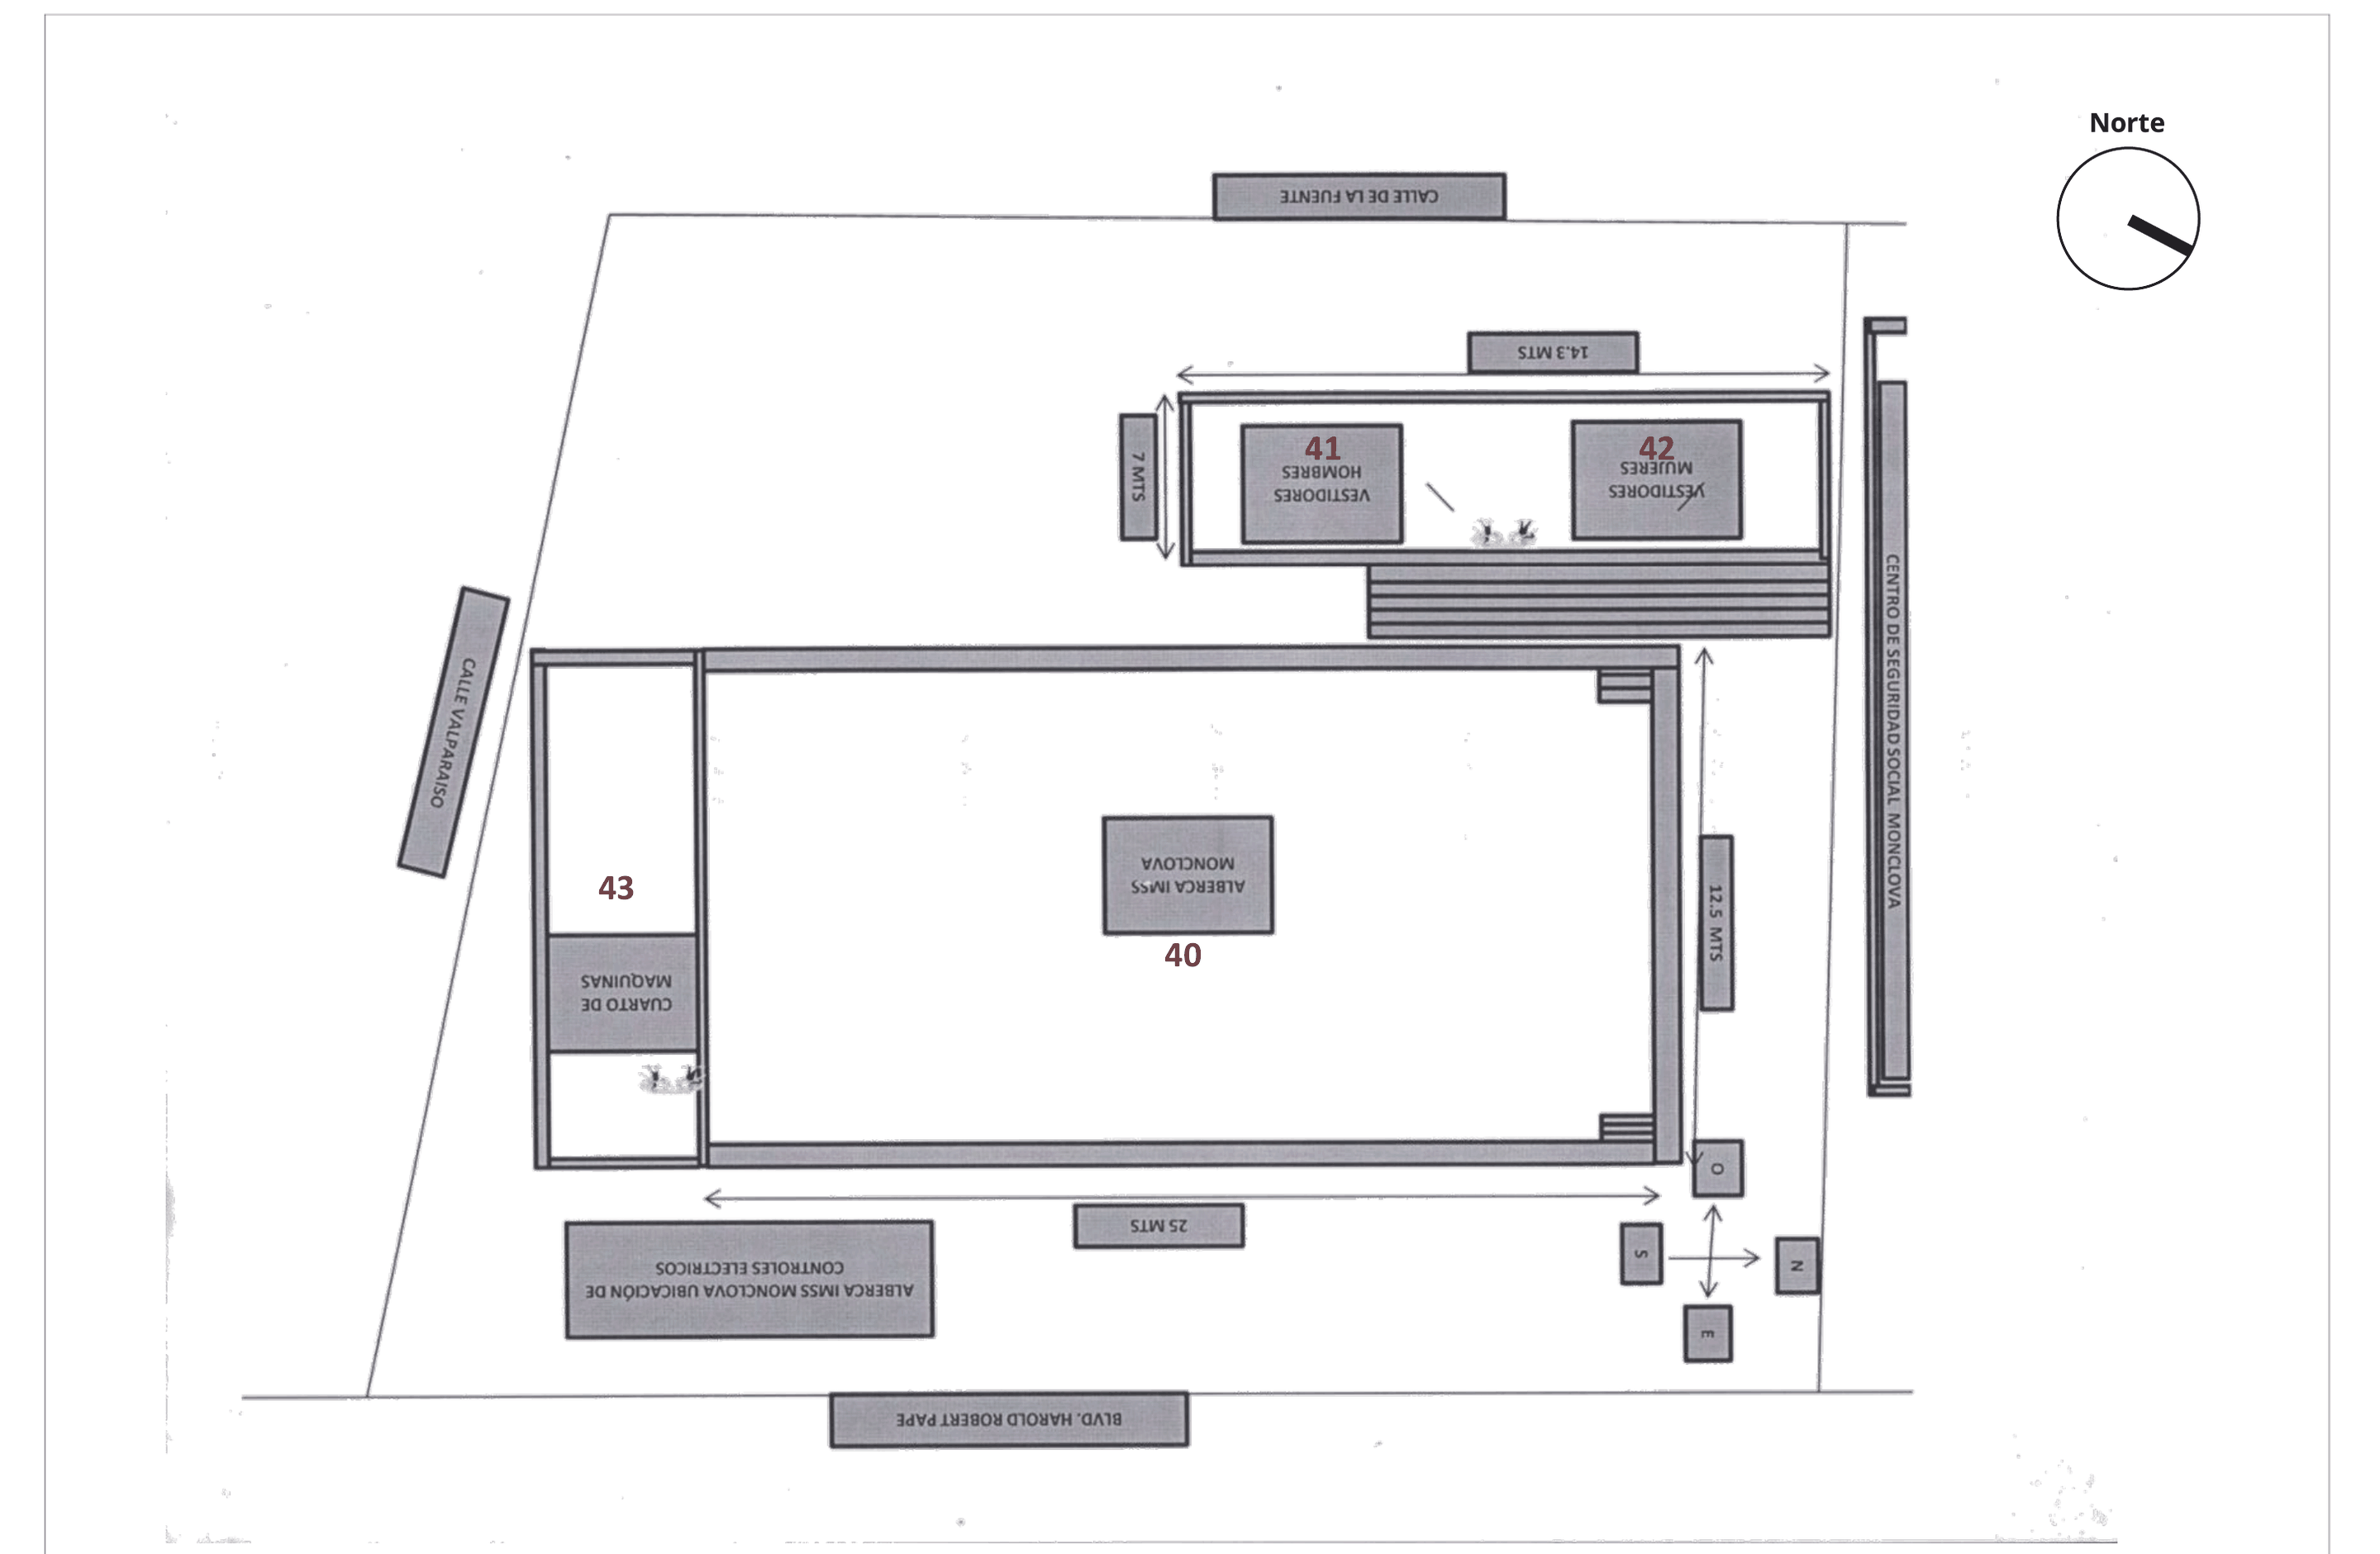 Norte
CALLE DE LA FUENTE
14.3 MTS
7 MTS
41
VESTIDORES
HOMBRES
42
VESTIDORES
MUJERES
CENTRO DE SEGURIDAD SOCIAL MONCLOVA
CALLE VALPARAISO
43
CUARTO DE
MAQUINAS
ALBERCA IMSS
MONCLOVA
40
12.5 MTS
O
S
N
E
25 MTS
ALBERCA IMSS MONCLOVA UBICACIÓN DE
CONTROLES ELECTRICOS
BLVD. HAROLD ROBERT PAPE